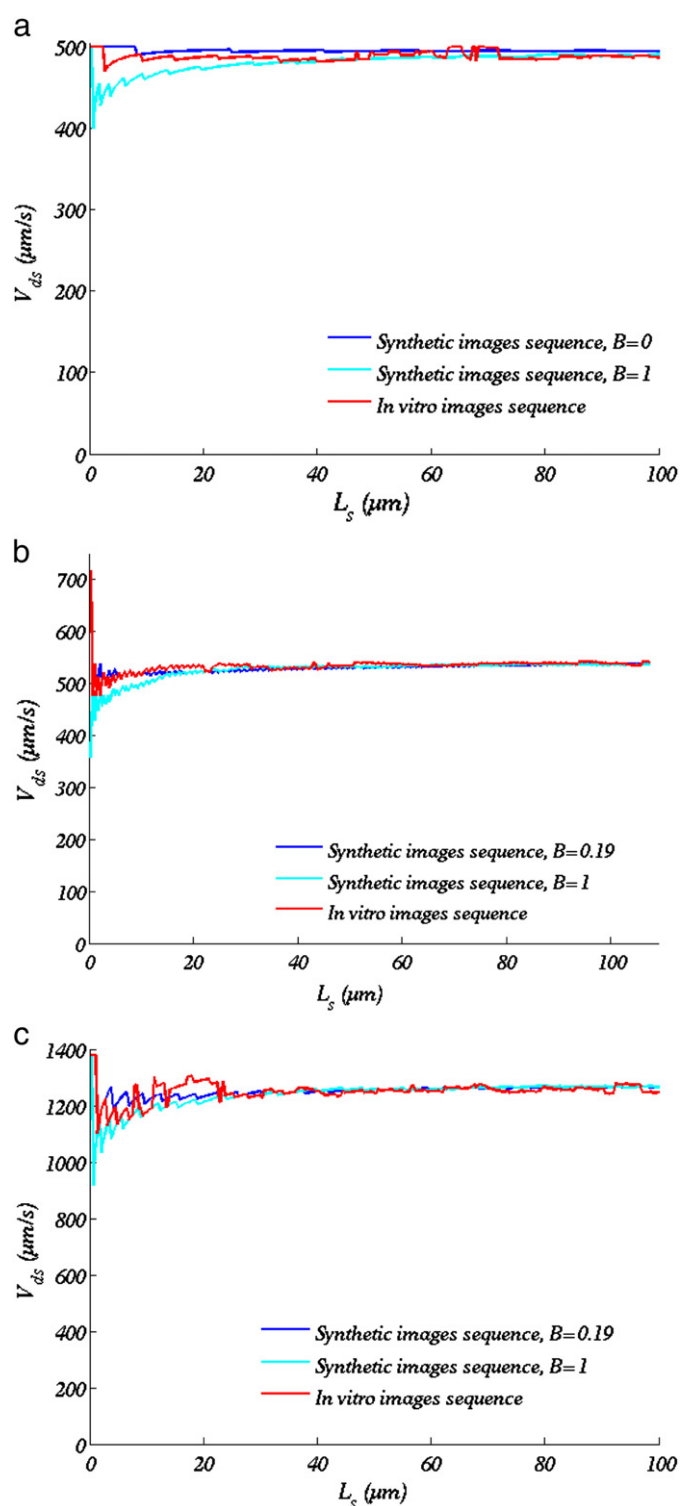 a
500
400
300
200
100
0
V_ds (µm/s)
Synthetic images sequence, B=0
Synthetic images sequence, B=1
In vitro images sequence
0 20 40 60 80 100
L_s (µm)
b
700
600
500
400
300
200
100
0
V_ds (µm/s)
Synthetic images sequence, B=0.19
Synthetic images sequence, B=1
In vitro images sequence
0 20 40 60 80 100
L_s (µm)
c
1400
1200
1000
800
600
400
200
0
V_ds (µm/s)
Synthetic images sequence, B=0.19
Synthetic images sequence, B=1
In vitro images sequence
0 20 40 60 80 100
L_s (µm)